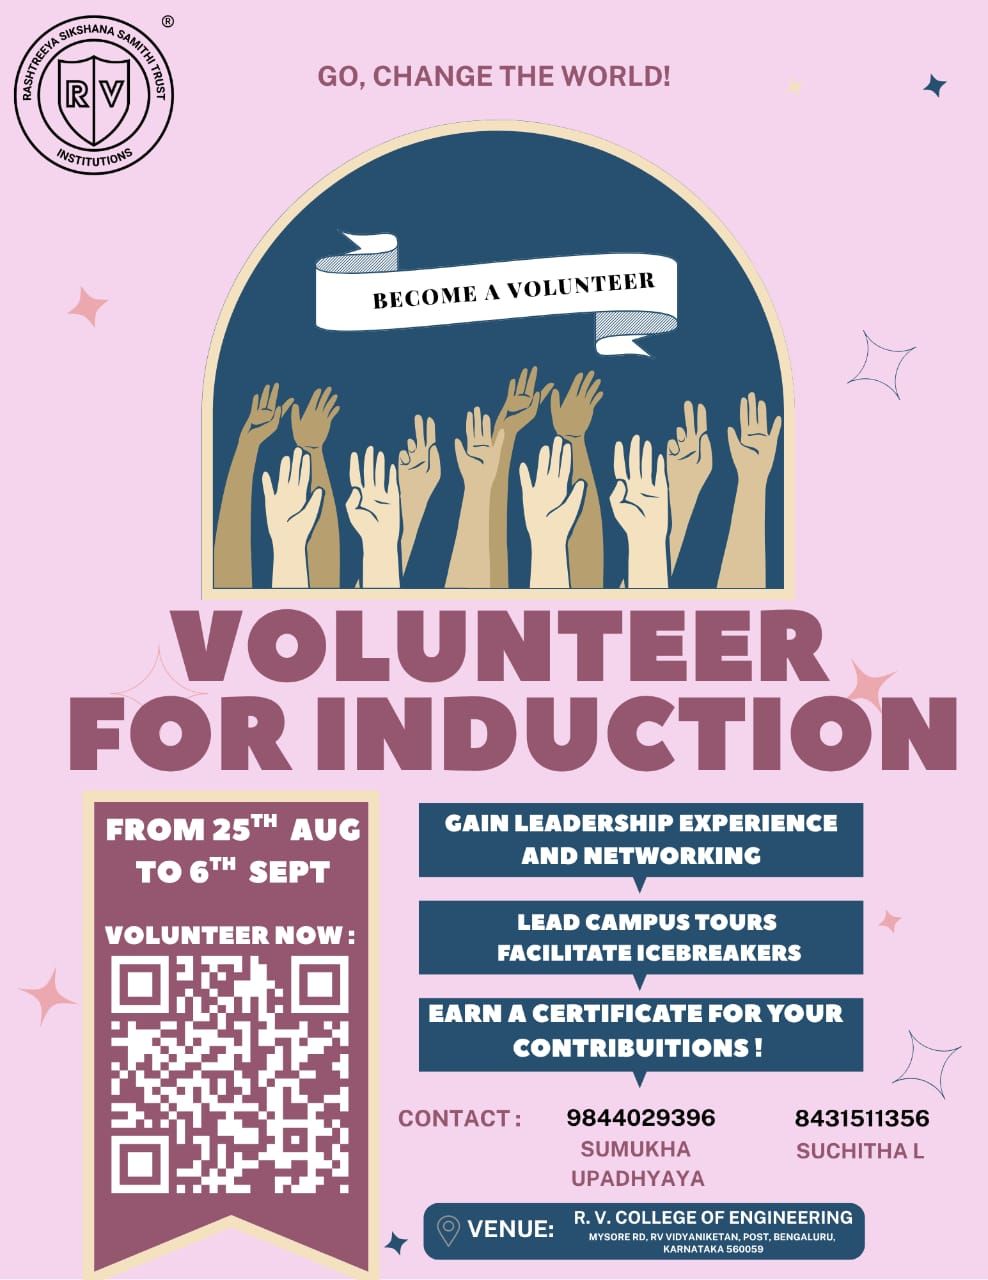 RASHTREEYA SIKSHANA SAMITHI TRUST
®
RV
INSTITUTIONS
GO, CHANGE THE WORLD!
BECOME A VOLUNTEER
VOLUNTEER
FOR INDUCTION
FROM 25TH AUG
TO 6TH SEPT
VOLUNTEER NOW :
GAIN LEADERSHIP EXPERIENCE
AND NETWORKING
LEAD CAMPUS TOURS
FACILITATE ICEBREAKERS
EARN A CERTIFICATE FOR YOUR
CONTRIBUITIONS !
CONTACT :
9844029396
SUMUKHA
UPADHYAYA
8431511356
SUCHITHA L
VENUE:
R. V. COLLEGE OF ENGINEERING
MYSORE RD, RV VIDYANIKETAN, POST, BENGALURU,
KARNATAKA 560059